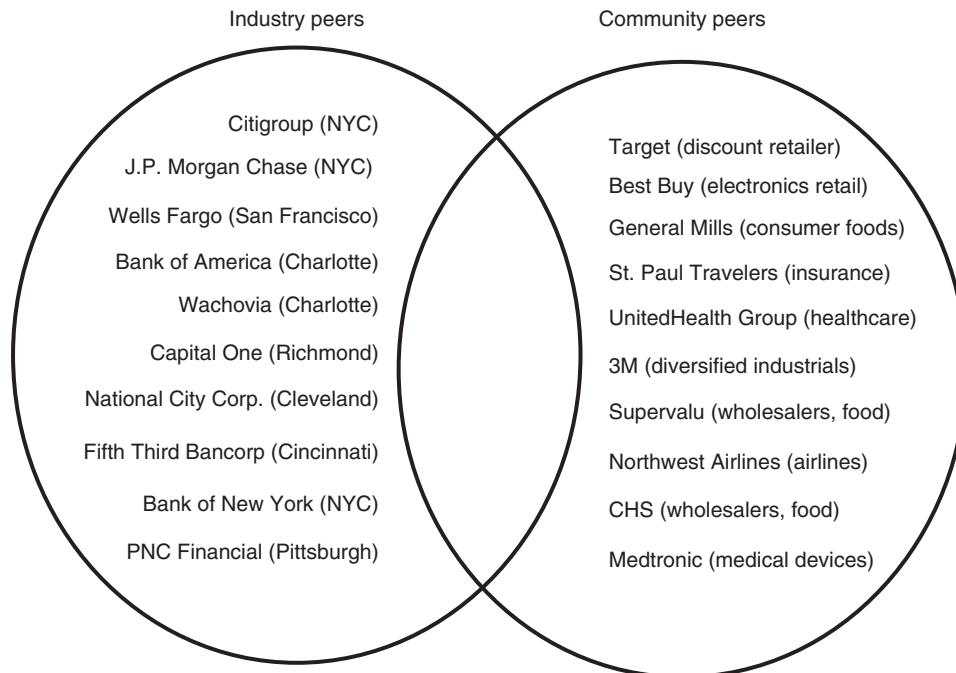 Industry peers
Community peers
Citigroup (NYC)
J.P. Morgan Chase (NYC)
Wells Fargo (San Francisco)
Bank of America (Charlotte)
Wachovia (Charlotte)
Capital One (Richmond)
National City Corp. (Cleveland)
Fifth Third Bancorp (Cincinnati)
Bank of New York (NYC)
PNC Financial (Pittsburgh)
Target (discount retailer)
Best Buy (electronics retail)
General Mills (consumer foods)
St. Paul Travelers (insurance)
UnitedHealth Group (healthcare)
3M (diversified industrials)
Supervalu (wholesalers, food)
Northwest Airlines (airlines)
CHS (wholesalers, food)
Medtronic (medical devices)